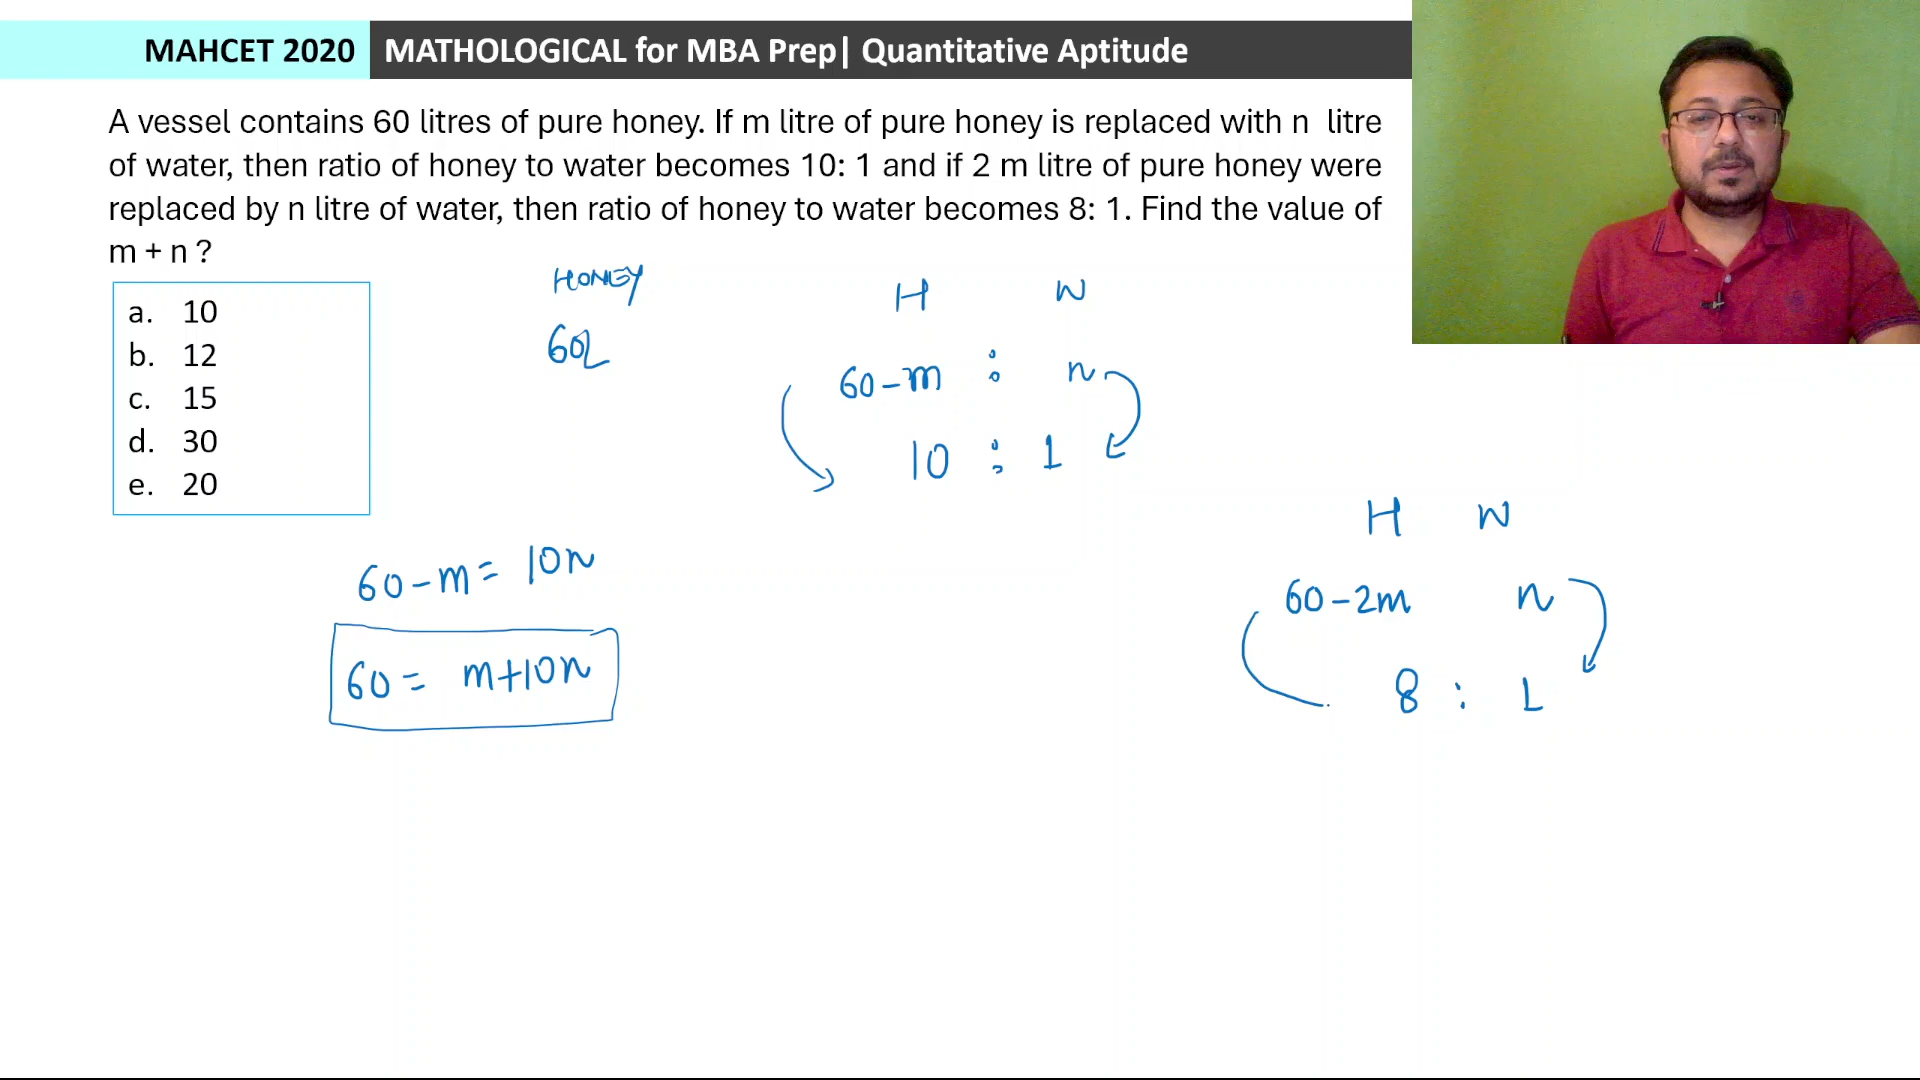 MAHCET 2020 MATHOLOGICAL for MBA Prep| Quantitative Aptitude
A vessel contains 60 litres of pure honey. If m litre of pure honey is replaced with n litre
of water, then ratio of honey to water becomes 10: 1 and if 2 m litre of pure honey were
replaced by n litre of water, then ratio of honey to water becomes 8: 1. Find the value of
m + n ?
a. 10
b. 12
c. 15
d. 30
e. 20
HONEY
60L
H W
60-m : n
10 : 1
60-m = 10n
60 = m+10n
H W
60-2m n
8 : 1